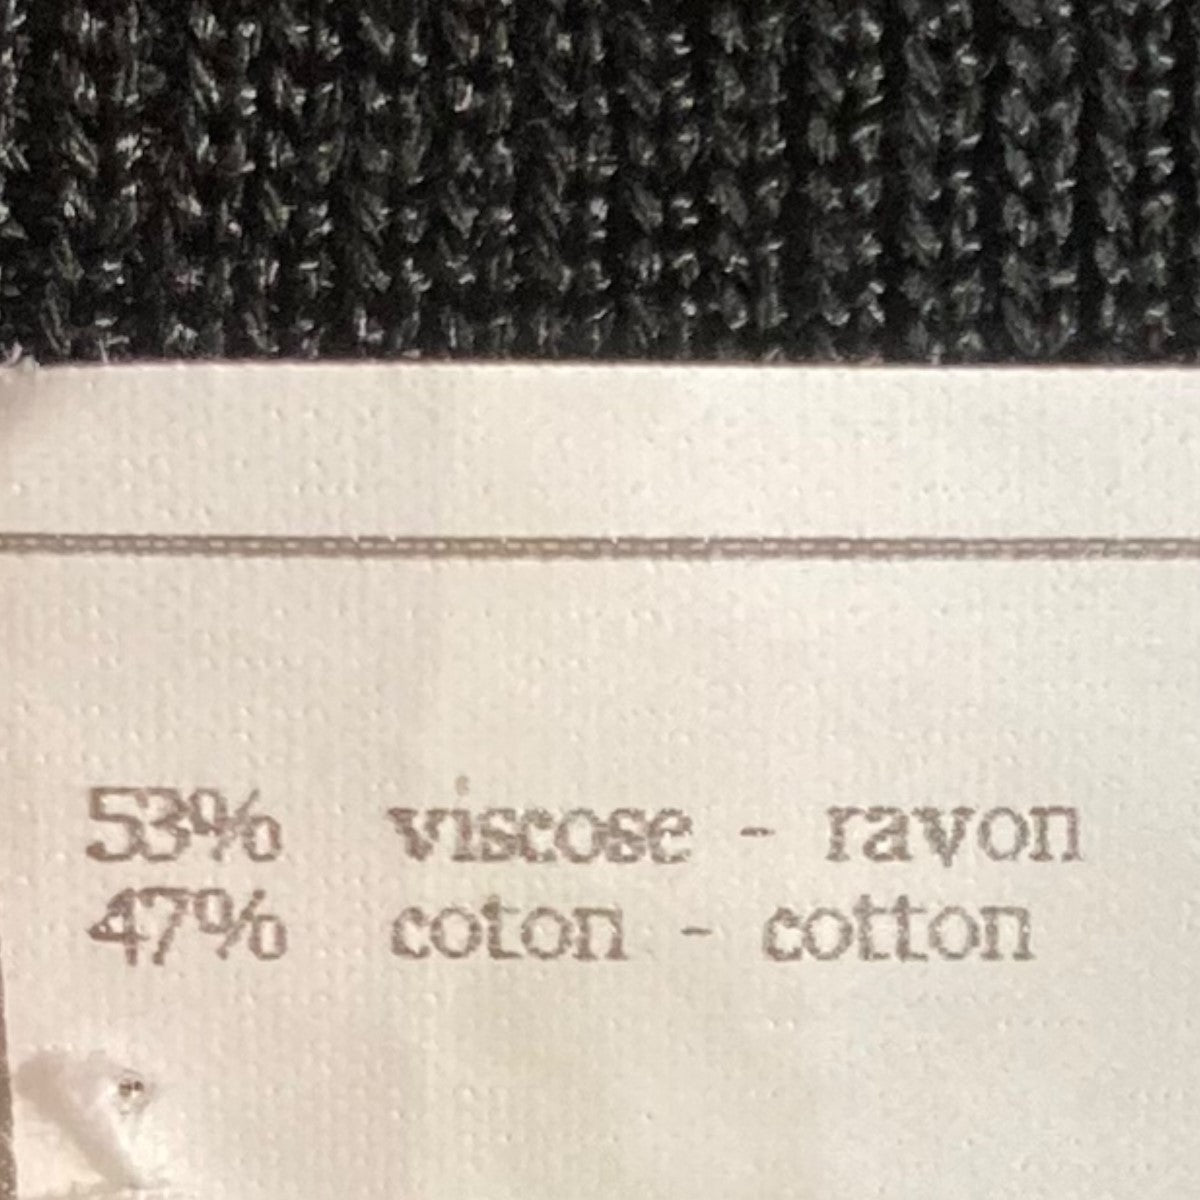 53% viscose - rayon
47% coton - cotton